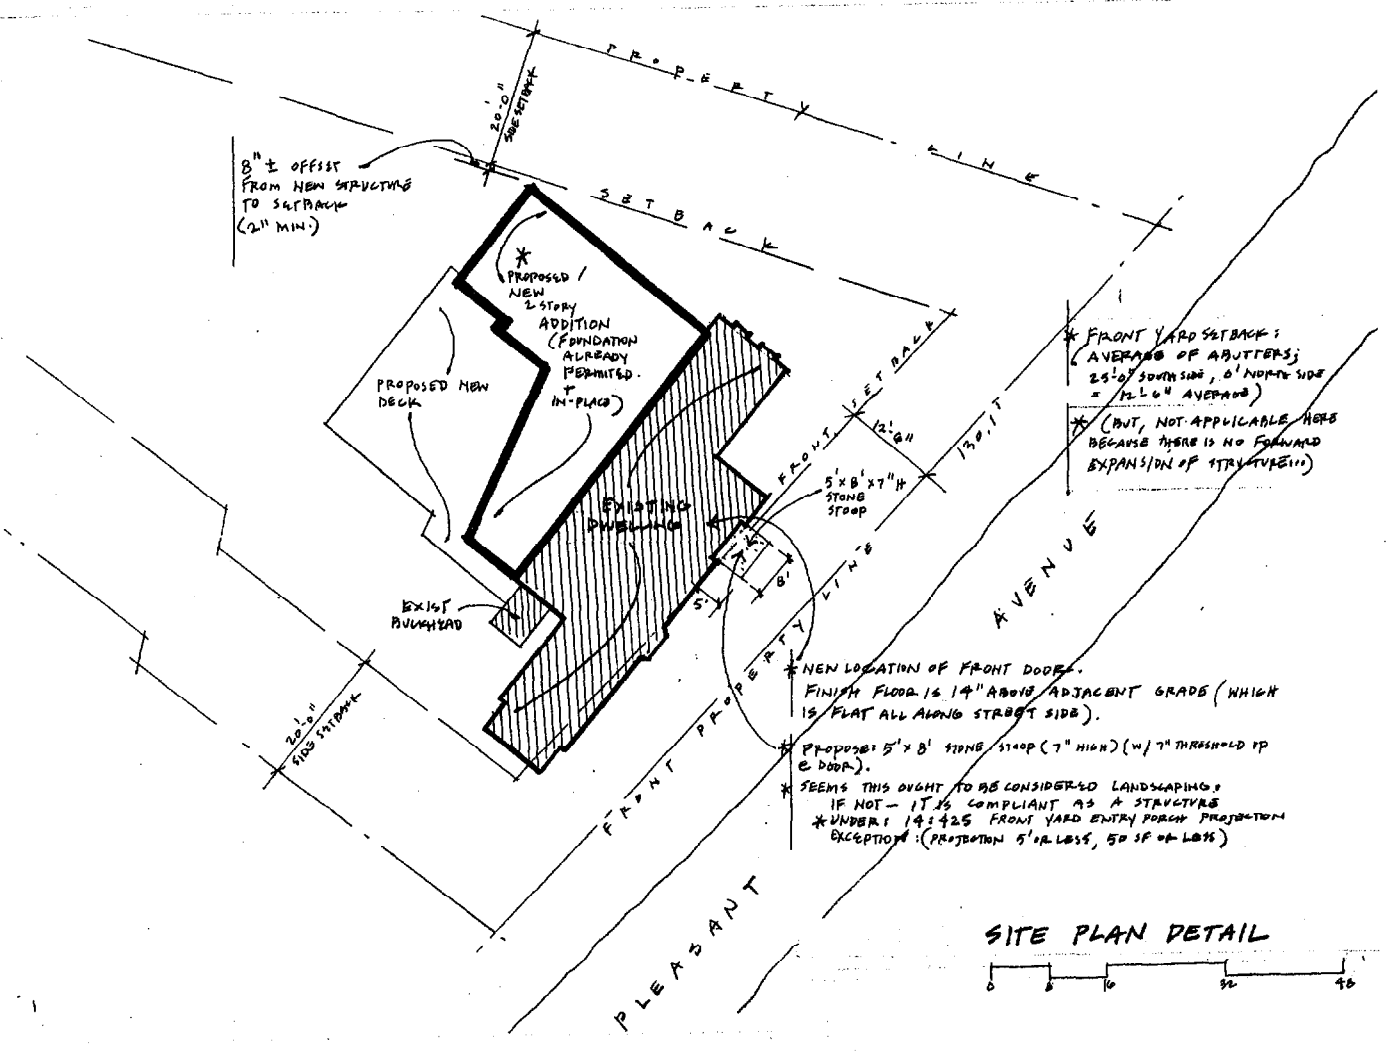 PROPERTY LINE
20'-0"
SIDE SETBACK
8" ± OFFSET
FROM NEW STRUCTURE
TO SETBACK
(2" MIN.)
SETBACK
*
PROPOSED /
NEW
2 STORY
ADDITION
(FOUNDATION
ALREADY
PERMITED.
+
IN-PLACE)
PROPOSED NEW
DECK
* FRONT YARD SETBACK:
(AVERAGE OF ABUTTERS;
25'-0" SOUTH SIDE, 0' NORTH SIDE
= 12'-6" AVERAGE)
* (BUT, NOT APPLICABLE HERE
BECAUSE THERE IS NO FORWARD
EXPANSION OF STRUCTURE...)
FRONT SETBACK
12'-6"
130.17
5' x 8' x 7" H
STONE
STOOP
EXISTING
DWELLING
8'
5'
EXIST
BULKHEAD
20'-0"
SIDE SETBACK
FRONT PROPERTY LINE
PLEASANT AVENUE
* NEW LOCATION OF FRONT DOOR.
FINISH FLOOR IS 14" ABOVE ADJACENT GRADE (WHICH
IS FLAT ALL ALONG STREET SIDE).
* PROPOSE: 5' x 8' STONE STOOP (7" HIGH) (W/ 7" THRESHOLD UP
@ DOOR).
* SEEMS THIS OUGHT TO BE CONSIDERED LANDSCAPING.
IF NOT - IT IS COMPLIANT AS A STRUCTURE
* UNDER: 14:425 FRONT YARD ENTRY PORCH PROJECTION
EXCEPTION: (PROJECTION 5' OR LESS, 50 SF OR LESS)
SITE PLAN DETAIL
0 8 16 32 48